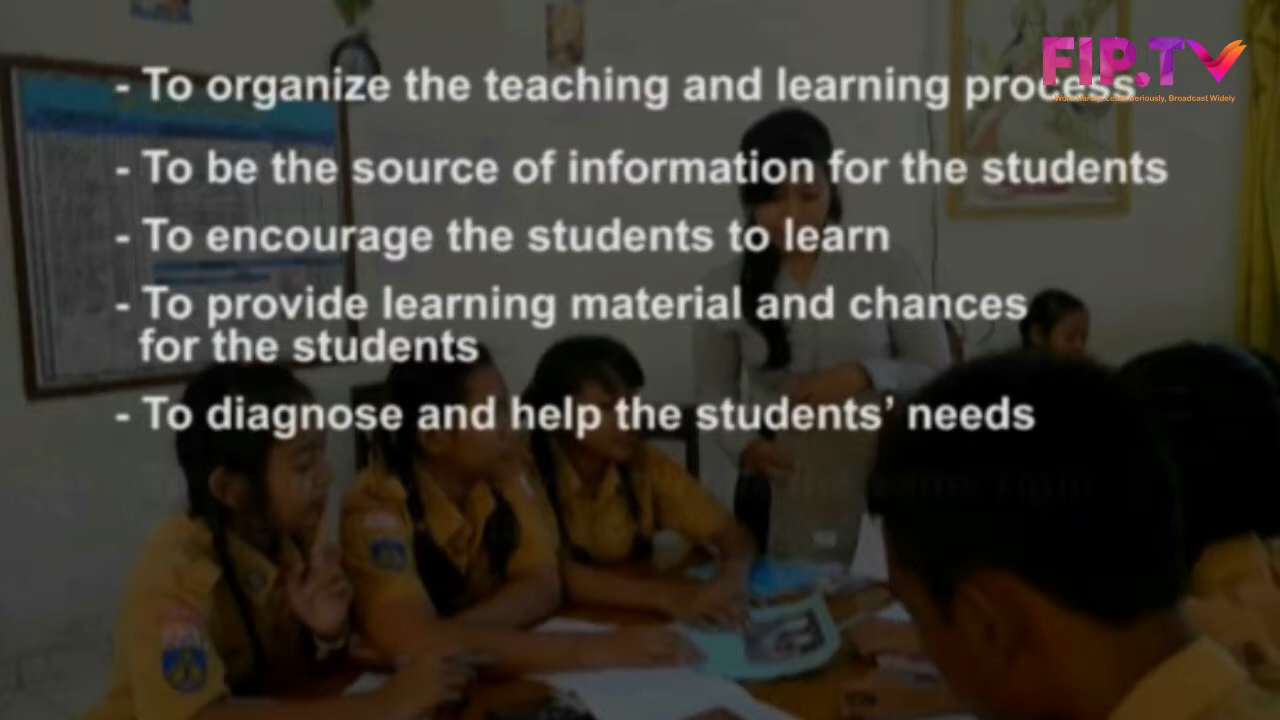 FIP.TV
- To organize the teaching and learning process
- To be the source of information for the students
- To encourage the students to learn
- To provide learning material and chances
for the students
- To diagnose and help the students’ needs